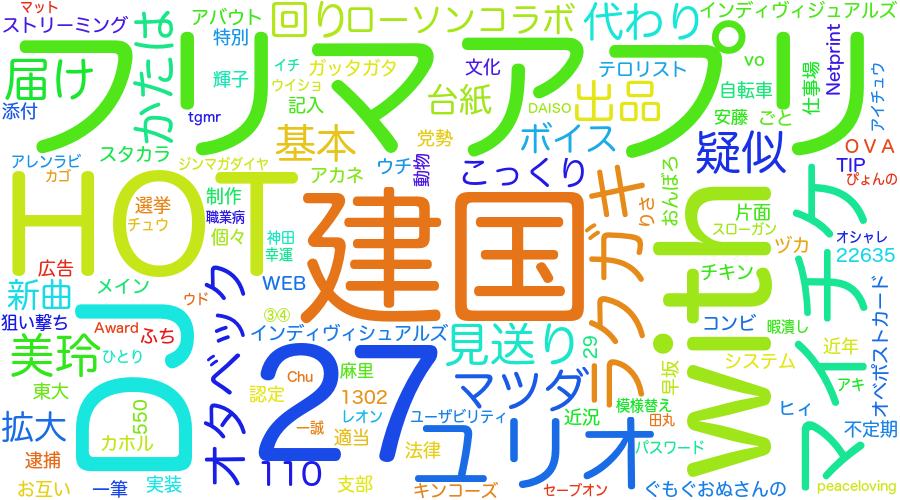 マット
ストリーミング
アバウト
特別
回り
ローソンコラボ
代わり
インディヴィジュアルズ
フリマアプリ
かたは
届け
輝子
イチ
ガッタガタ
文化
テロリスト
vo
Netprint
仕事場
アイチュウ
添付
tgmr
ウイショ
記入
台紙
DAISO
出品
自転車
安藤
ごと
スタカラ
基本
党勢
ボイス
疑似
OVA
TIP
アレンラビ
カゴ
ジンマガダイヤ
アカネ
ウチ
動物
こっくり
おんぼろ
ぴょんの
HOT
制作
選挙
チュウ
職業病
個々
建国
ラクガキ
りさ
with
片面
スローガン
マイナケ
オシャレ
広告
神田
幸運
ヅカ
22635
メイン
新曲
ウド
オタベック
WEB
チキン
オペポストカード
狙い撃ち
Award
ふち
③④
インディヴィシュアルズ
見送り
コンビ
暇潰し
DJ
美玲
ひとり
27
29
システム
近年
東大
Chu
麻里
マツダ
早坂
アキ
550
認定
1302
レオン
ユーザビリティ
近況
模様替え
ヒィ
拡大
カホル
一誠
適当
法律
ユリオ
田丸
不定期
逮捕
パスワード
お互い
一筆
実装
110
支部
キンコーズ
セーブオン
ぐもぐおぬさんの
peaceloving